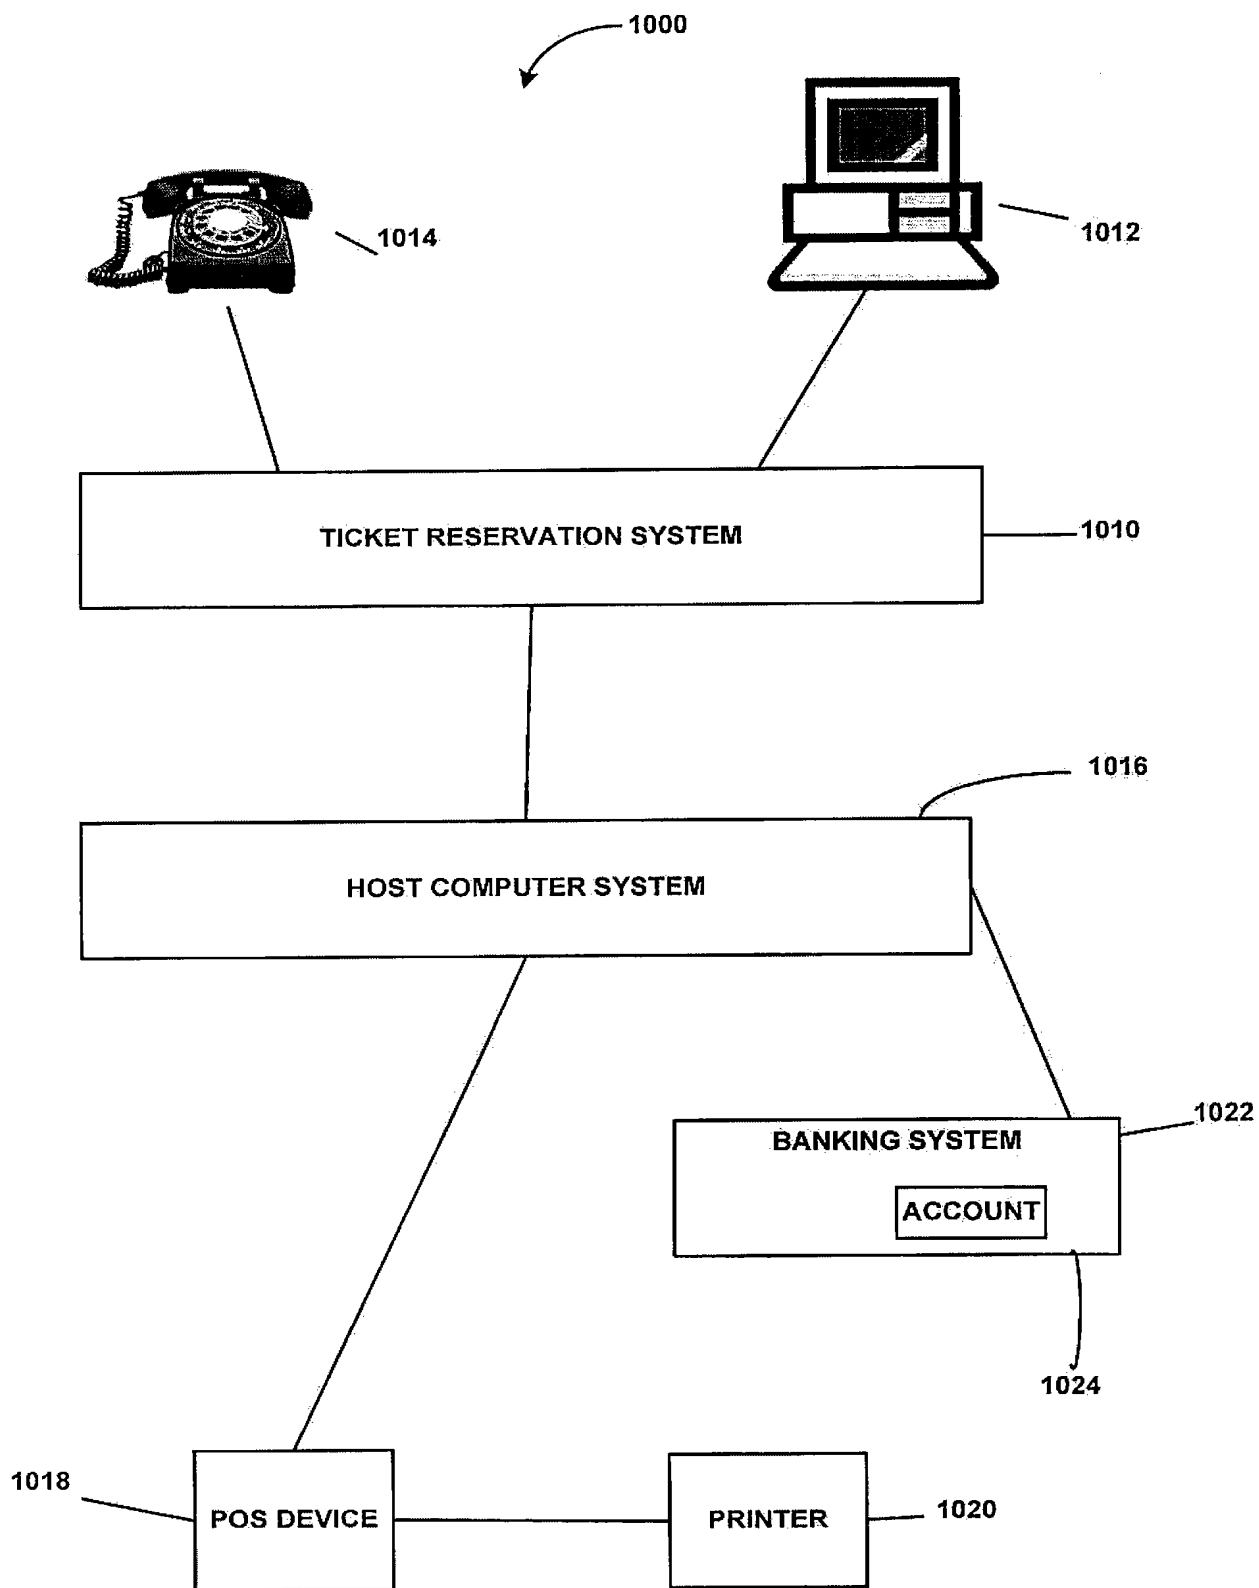 1000
1014
1012
TICKET RESERVATION SYSTEM
1010
1016
HOST COMPUTER SYSTEM
1022
BANKING SYSTEM
ACCOUNT
1024
1018
POS DEVICE
PRINTER
1020